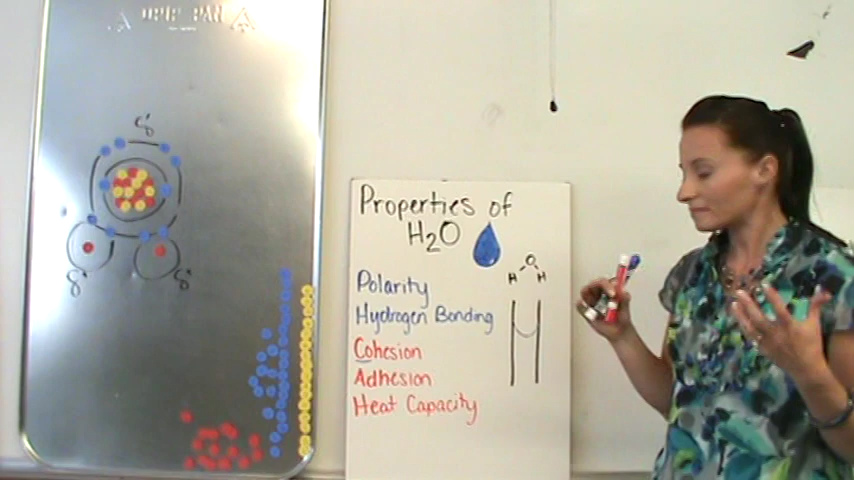 δ
δ
δ
Properties of
H₂O
O
H H
Polarity
Hydrogen Bonding
Cohesion
Adhesion
Heat Capacity